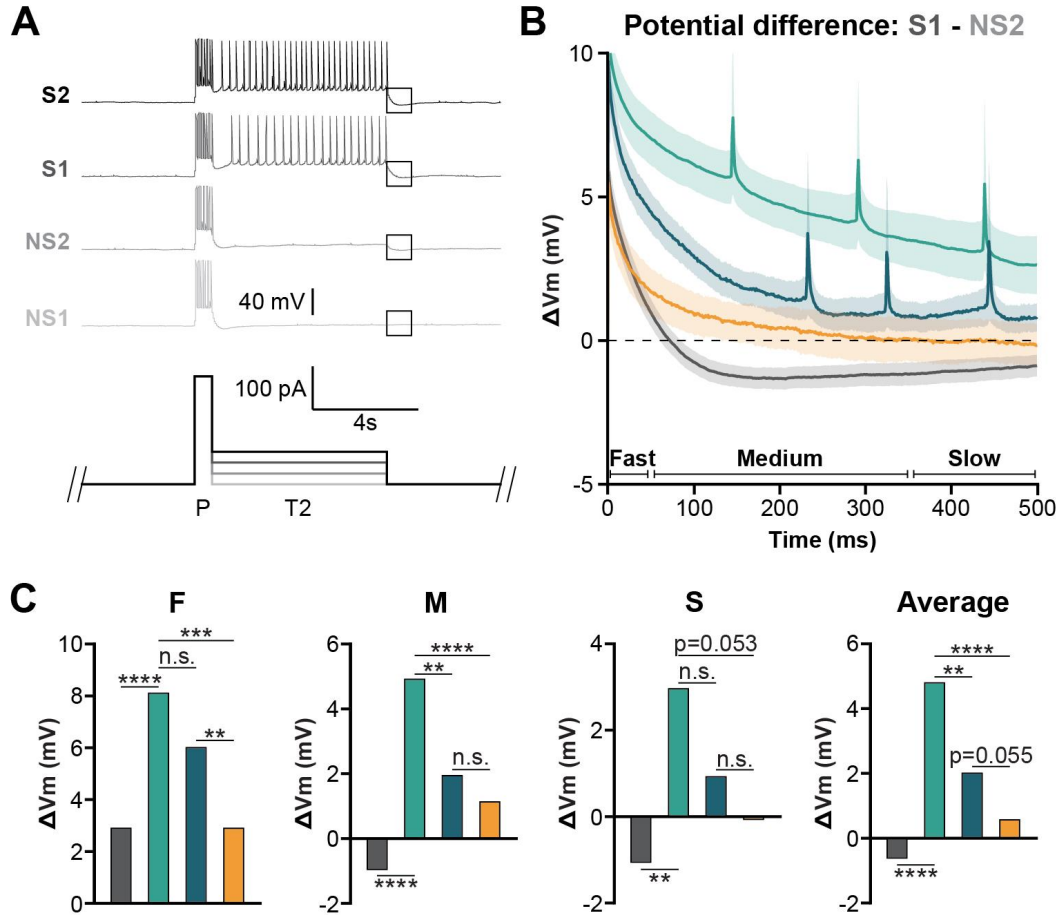 A
S2
S1
NS2
NS1
40 mV
100 pA
4s
P
T2
B
Potential difference: S1 - NS2
ΔVm (mV)
10
5
0
-5
Fast
Medium
Slow
0
100
200
300
400
500
Time (ms)
C
F
ΔVm (mV)
10
8
6
4
2
0
***
n.s.
****
**
M
ΔVm (mV)
6
4
2
0
-2
****
**
n.s.
****
S
ΔVm (mV)
4
2
0
-2
p=0.053
n.s.
n.s.
**
Average
ΔVm (mV)
6
4
2
0
-2
****
**
p=0.055
****